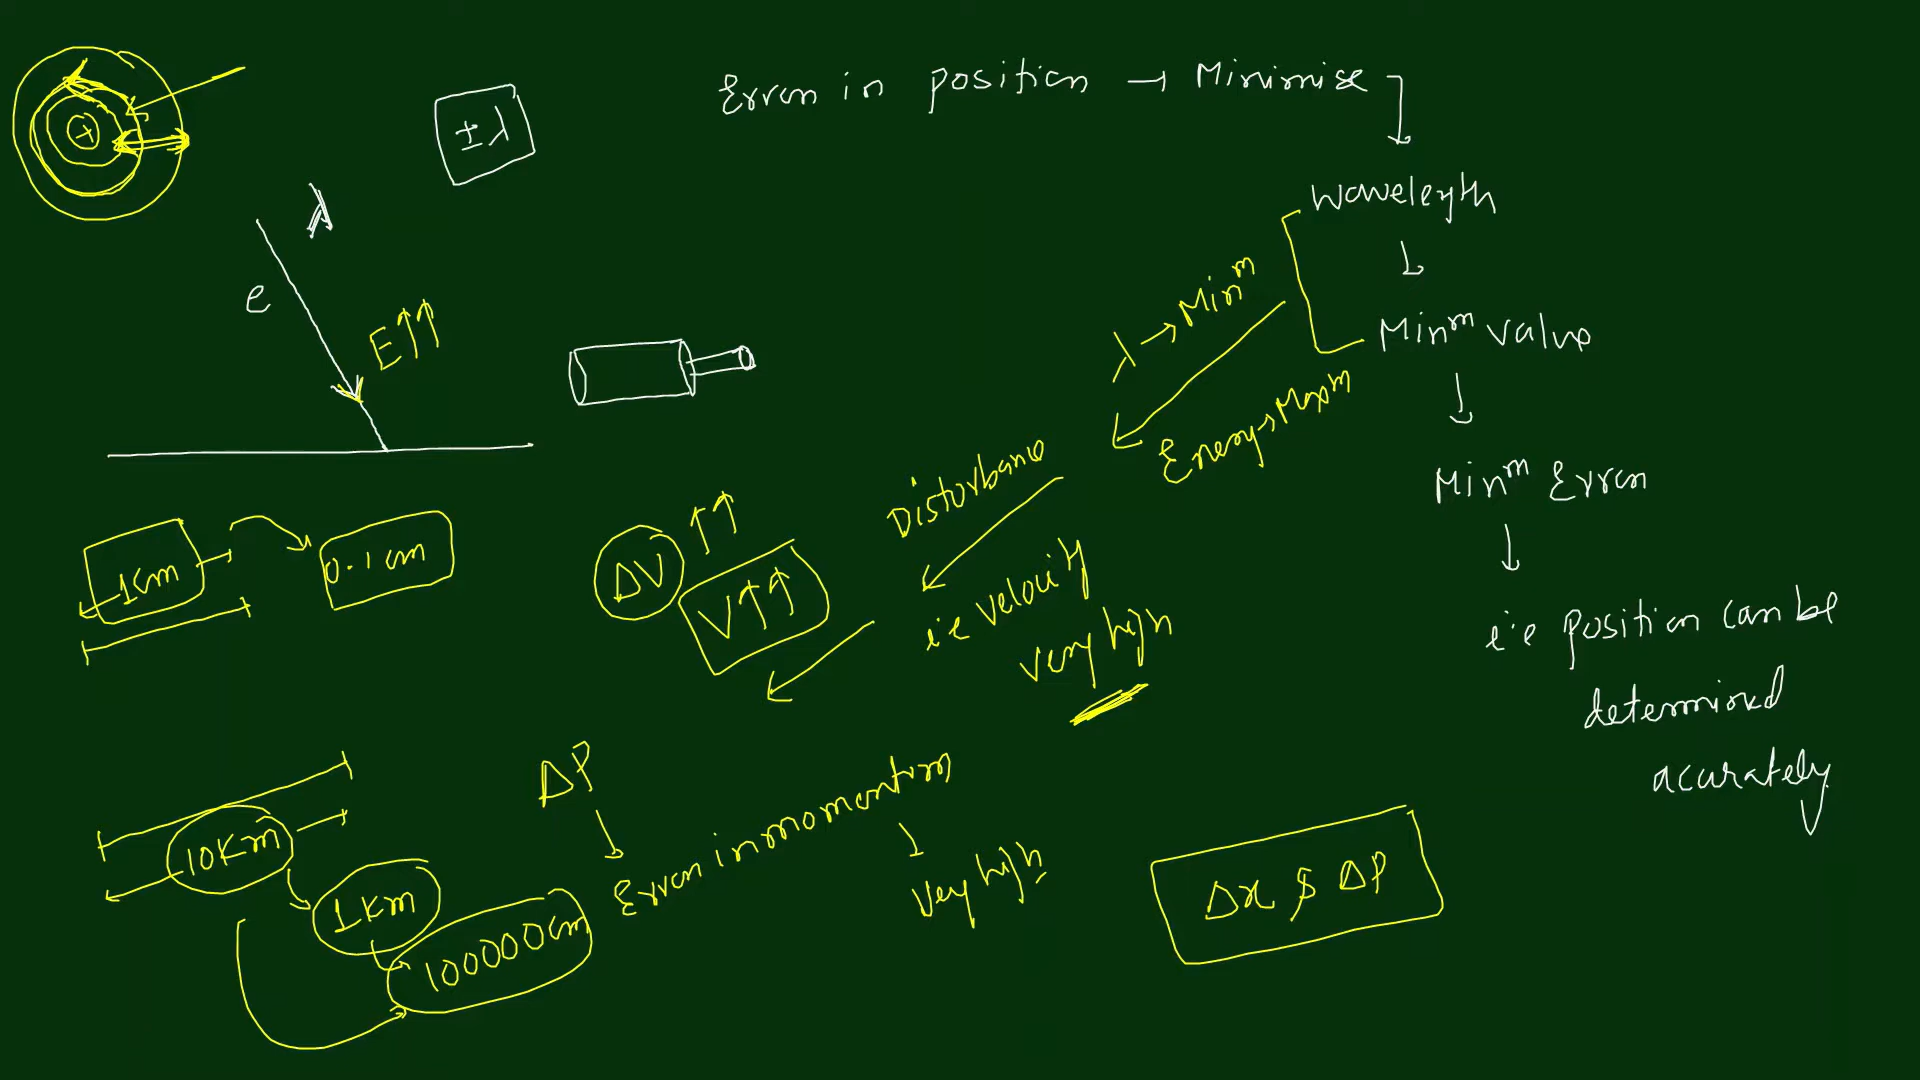 Error in position → Minimise
± λ
λ
Wavelength
e
E↑↑
λ → Minᵐ
Minᵐ value
Energy → Maxᵐ
Minᵐ Error
Disturbance
ΔV ↑↑
1cm
0.1cm
V↑↑
i.e velocity
very high
i.e position can be
determined
acurately
ΔP
Error in momentum
Very high
10Km
1km
100000cm
Δx & ΔP